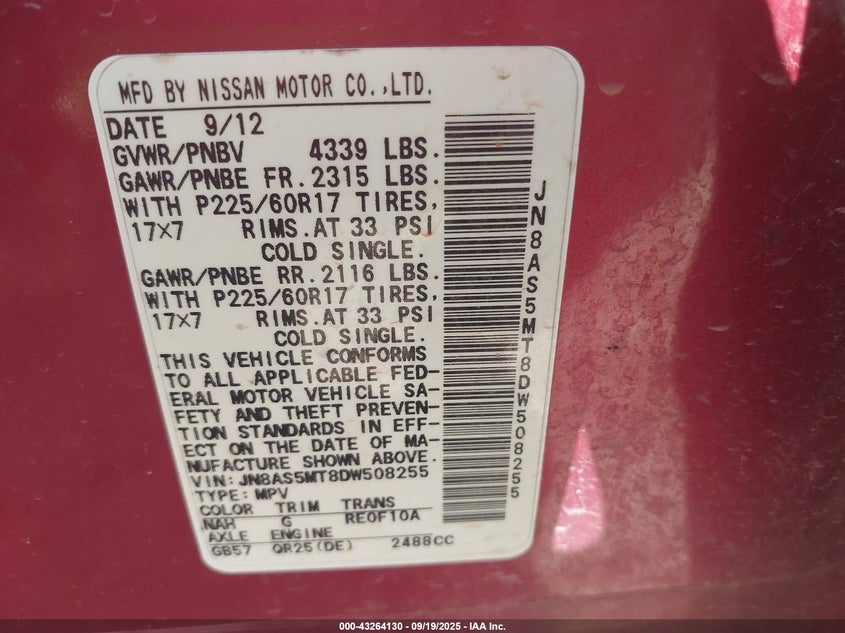 MFD BY NISSAN MOTOR CO.,LTD.
DATE 9/12
GVWR/PNBV 4339 LBS.
GAWR/PNBE FR.2315 LBS.
WITH P225/60R17 TIRES,
17X7 RIMS.AT 33 PSI
COLD SINGLE.
GAWR/PNBE RR.2116 LBS.
WITH P225/60R17 TIRES,
17X7 RIMS.AT 33 PSI
COLD SINGLE.
THIS VEHICLE CONFORMS
TO ALL APPLICABLE FED-
ERAL MOTOR VEHICLE SA-
FETY AND THEFT PREVEN-
TION STANDARDS IN EFF-
ECT ON THE DATE OF MA-
NUFACTURE SHOWN ABOVE.
VIN: JN8AS5MT8DW508255
TYPE: MPV
COLOR TRIM TRANS
NAH G RE0F10A
AXLE ENGINE
GB57 QR25(DE) 2488CC
JN8AS5MT8DW508255
000-43264130 - 09/19/2025 - IAA Inc.